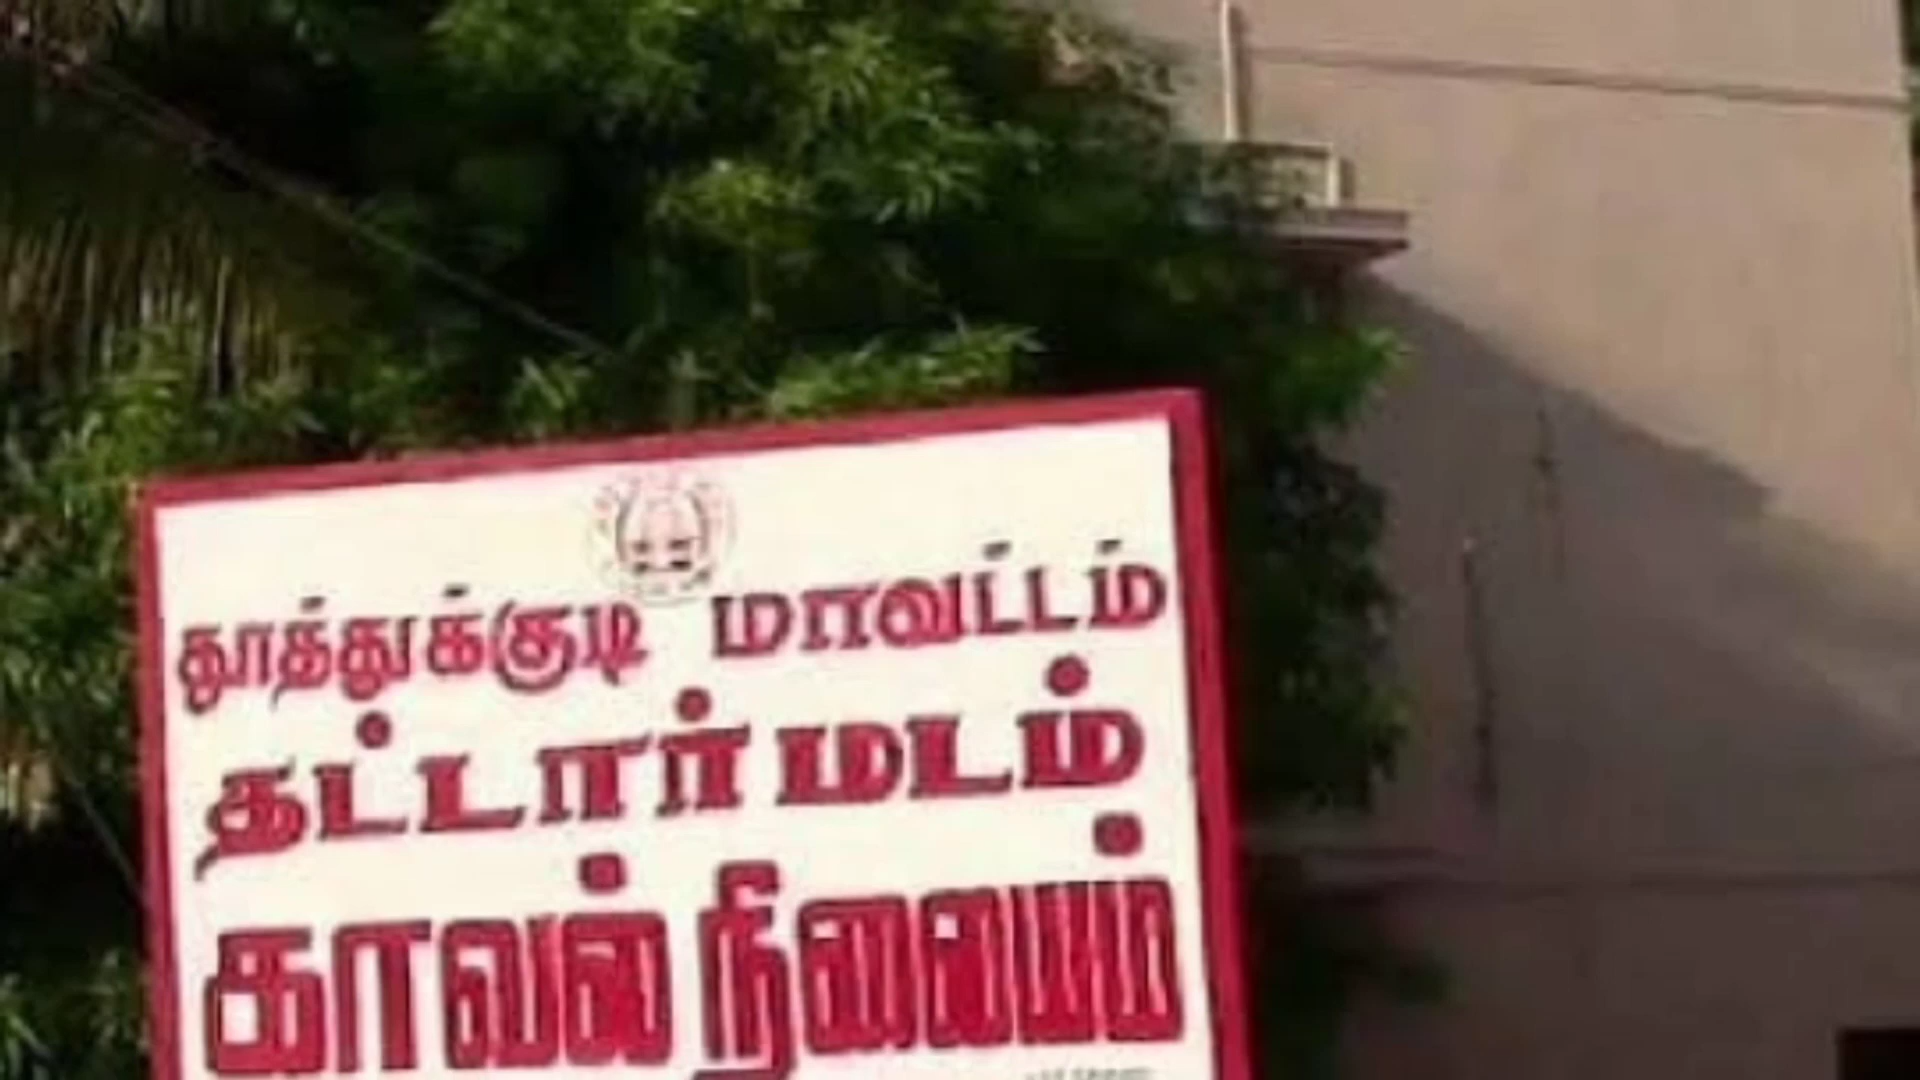 தூத்துக்குடி மாவட்டம்
தட்டார் மடம்
காவல் நிலையம்